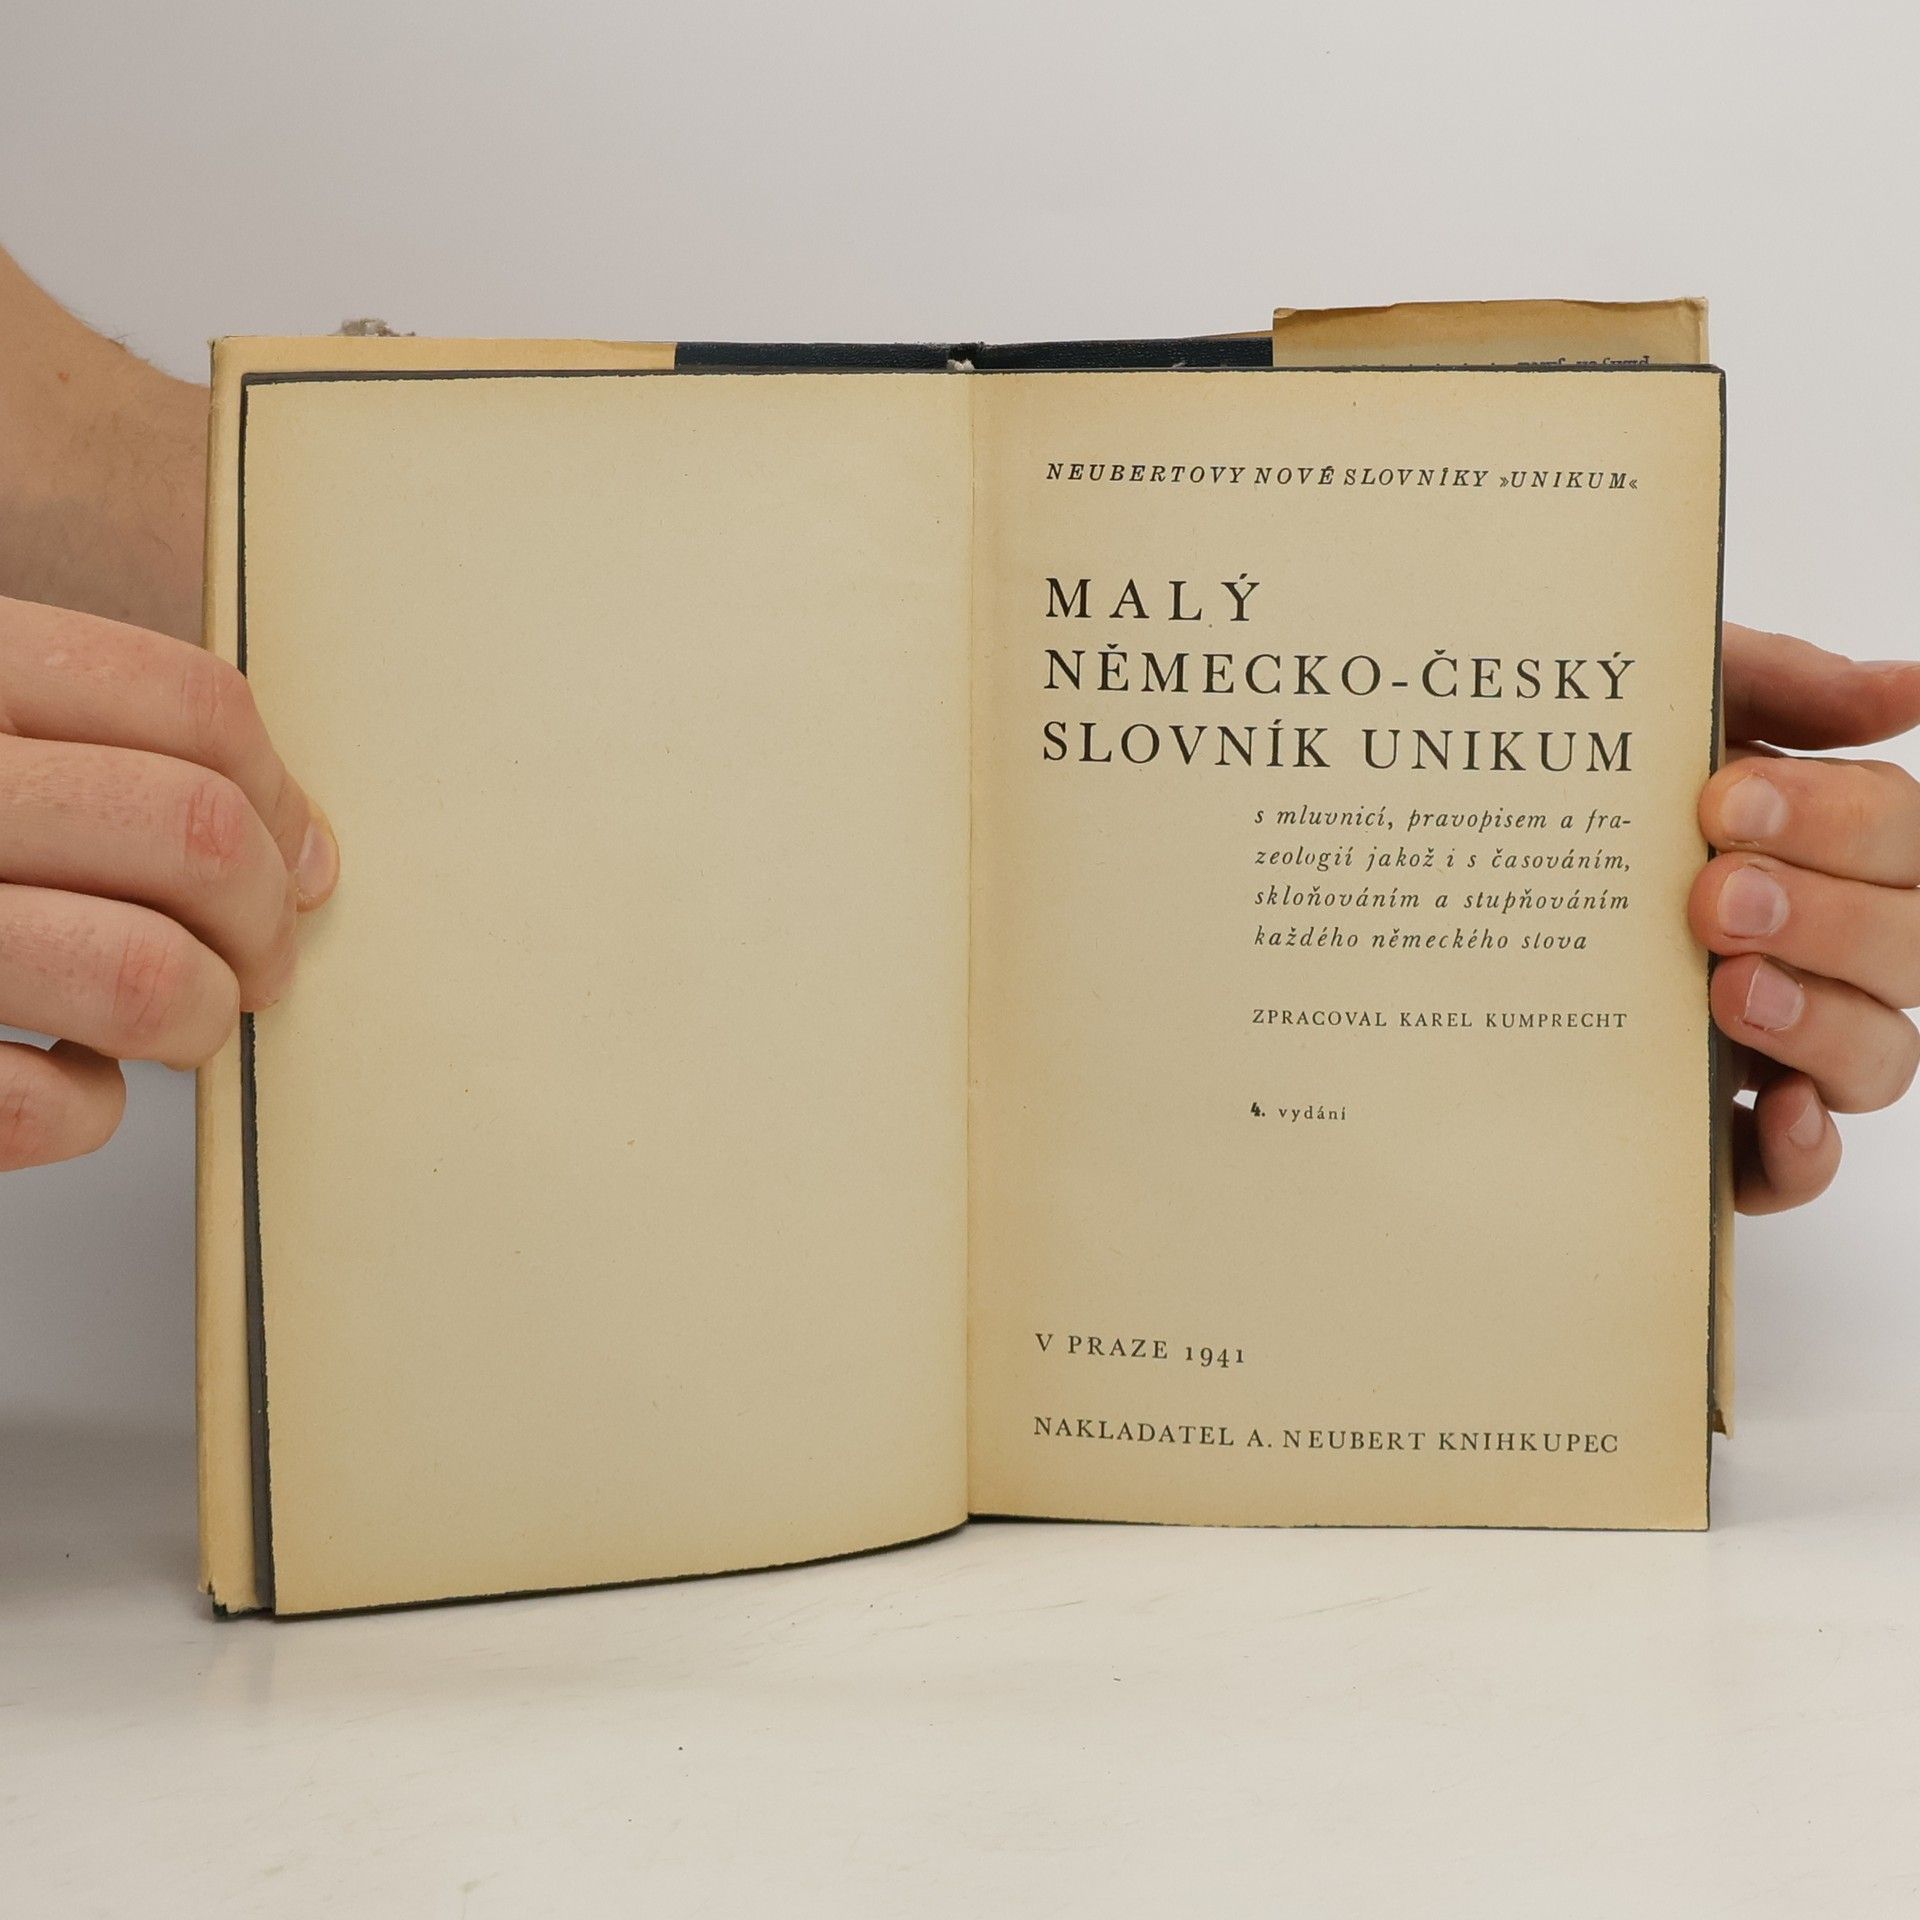 NEUBERTOVY NOVÉ SLOVNÍKY »UNIKUM«
MALÝ
NĚMECKO-ČESKÝ
SLOVNÍK UNIKUM
s mluvnicí, pravopisem a fra-
zeologií jakož i s časováním,
skloňováním a stupňováním
každého německého slova
ZPRACOVAL KAREL KUMPRECHT
4. vydání
V PRAZE 1941
NAKLADATEL A. NEUBERT KNIHKUPEC